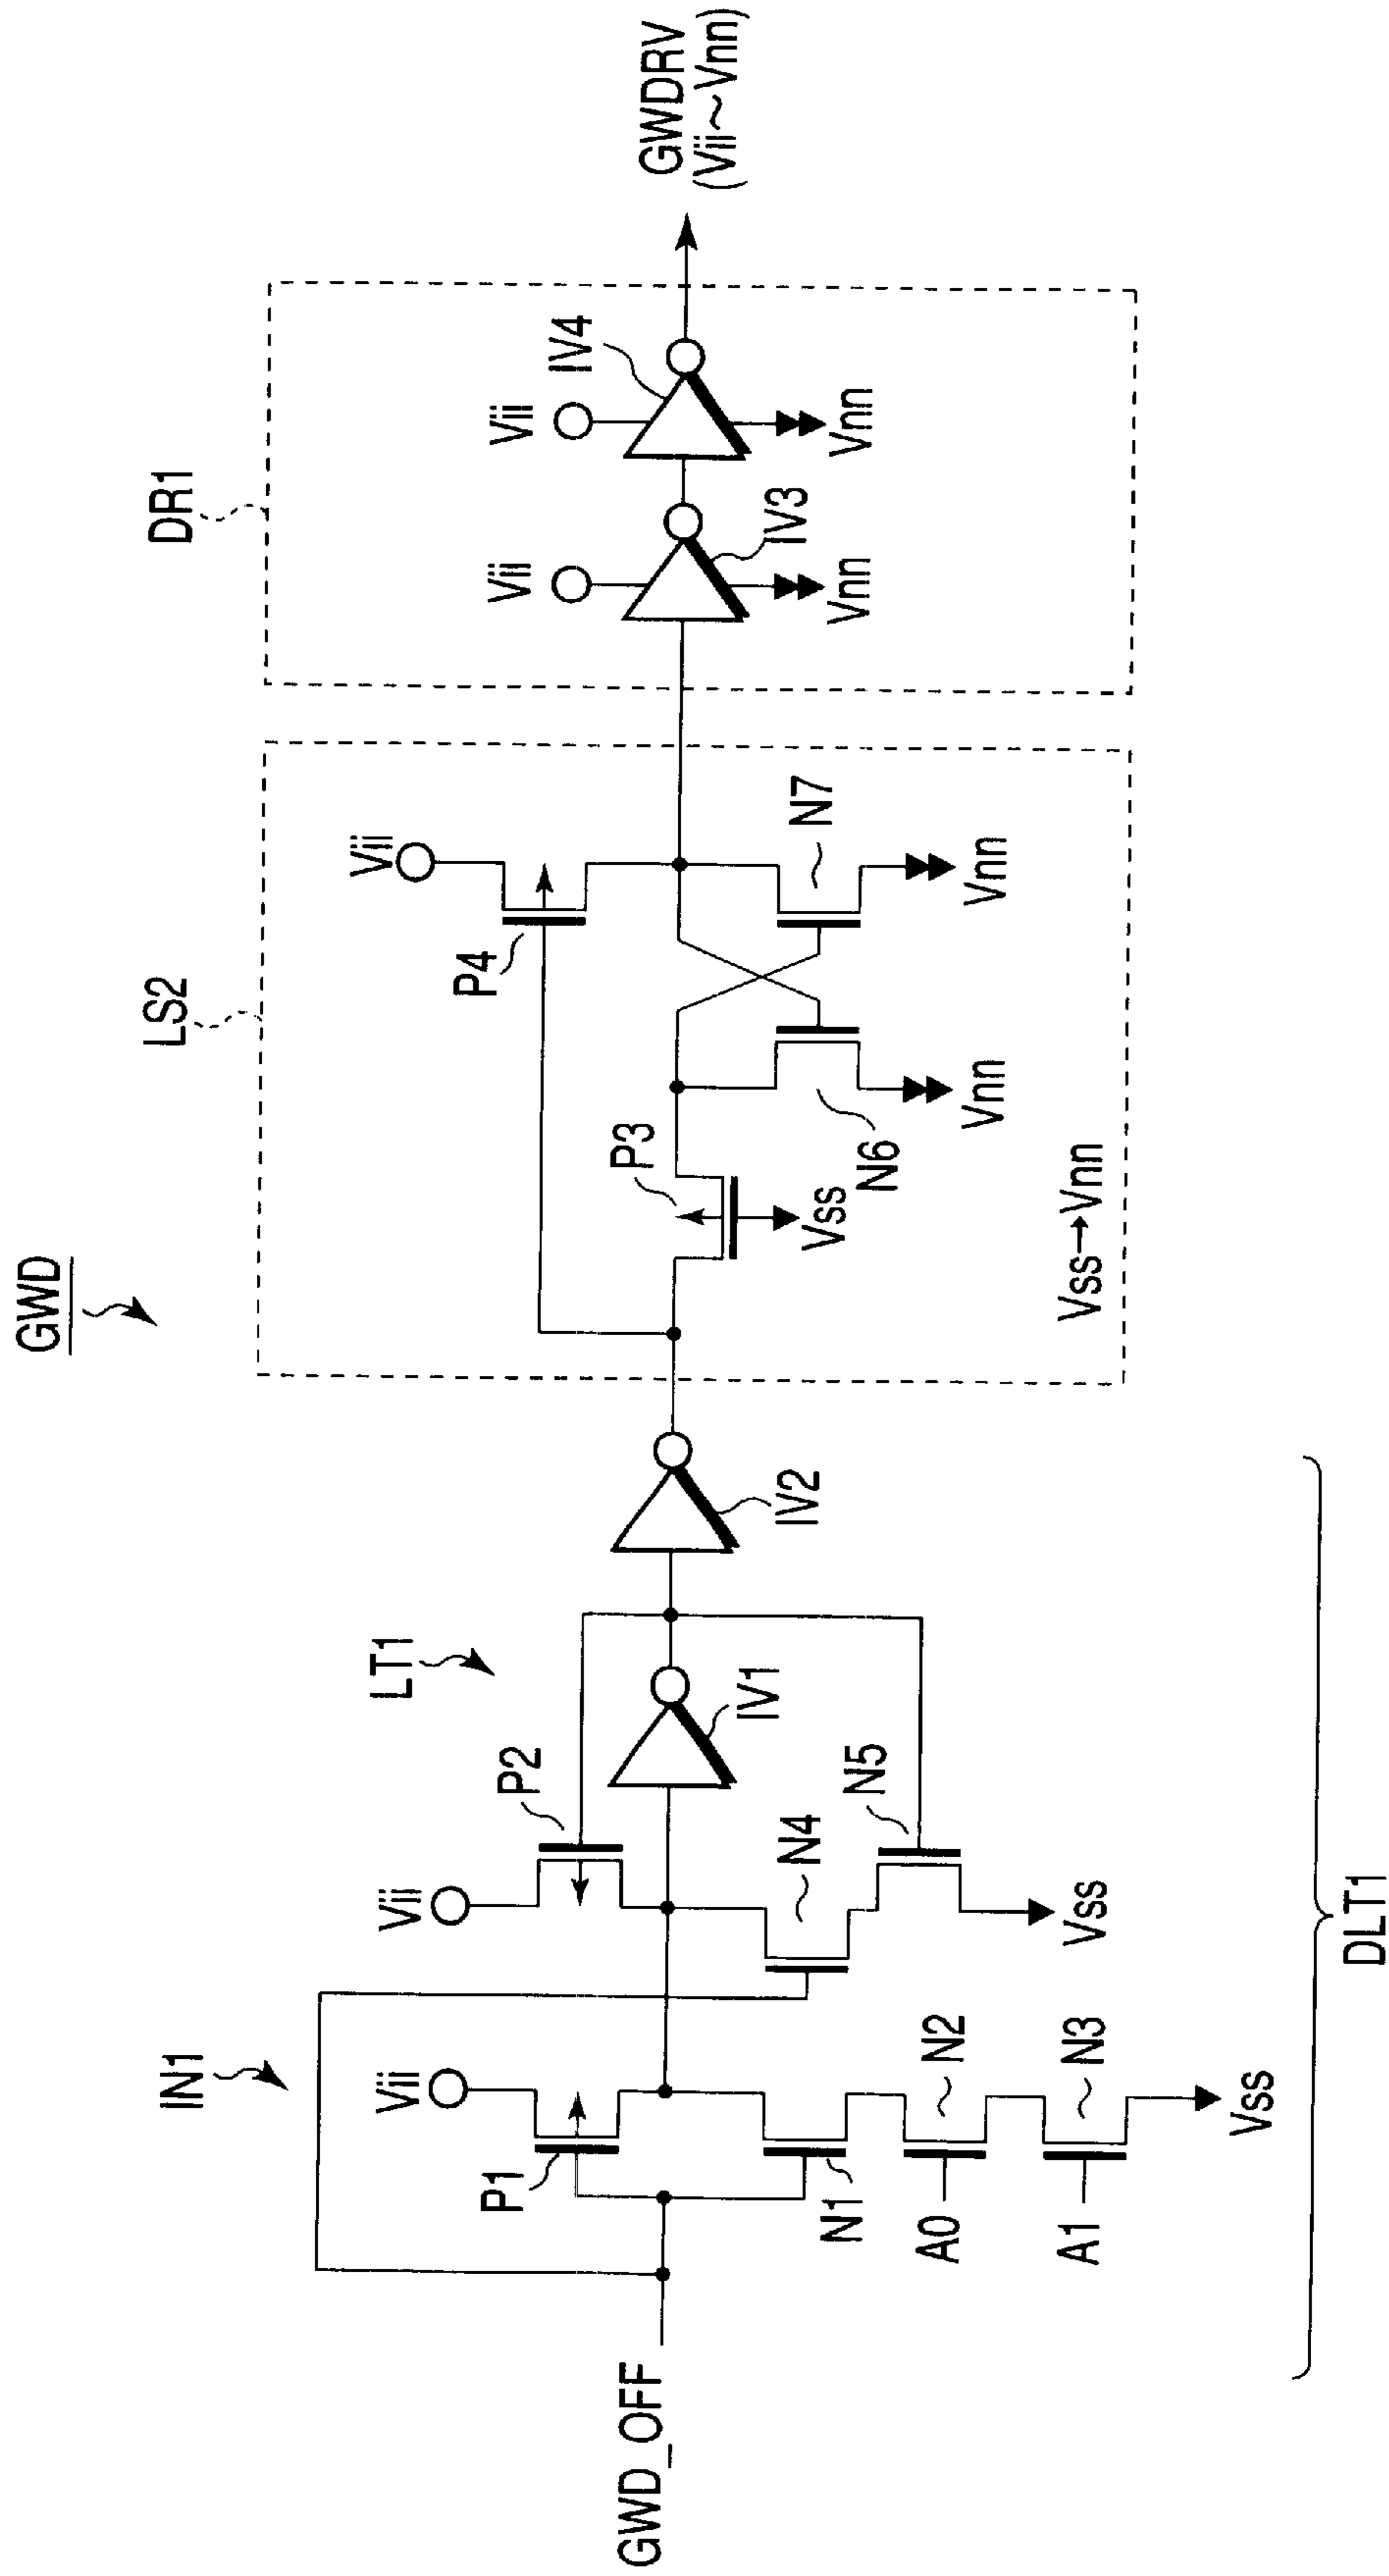 GWD
GWD_OFF
IN1
Vii
P1
N1
A0
N2
A1
N3
Vss
LT1
Vii
P2
N4
N5
Vss
IV1
IV2
DLT1
LS2
Vii
P4
P3
Vss
N6
Vnn
N7
Vnn
Vss→Vnn
DR1
Vii
IV3
Vnn
Vii
IV4
Vnn
GWDRV
(Vii~Vnn)